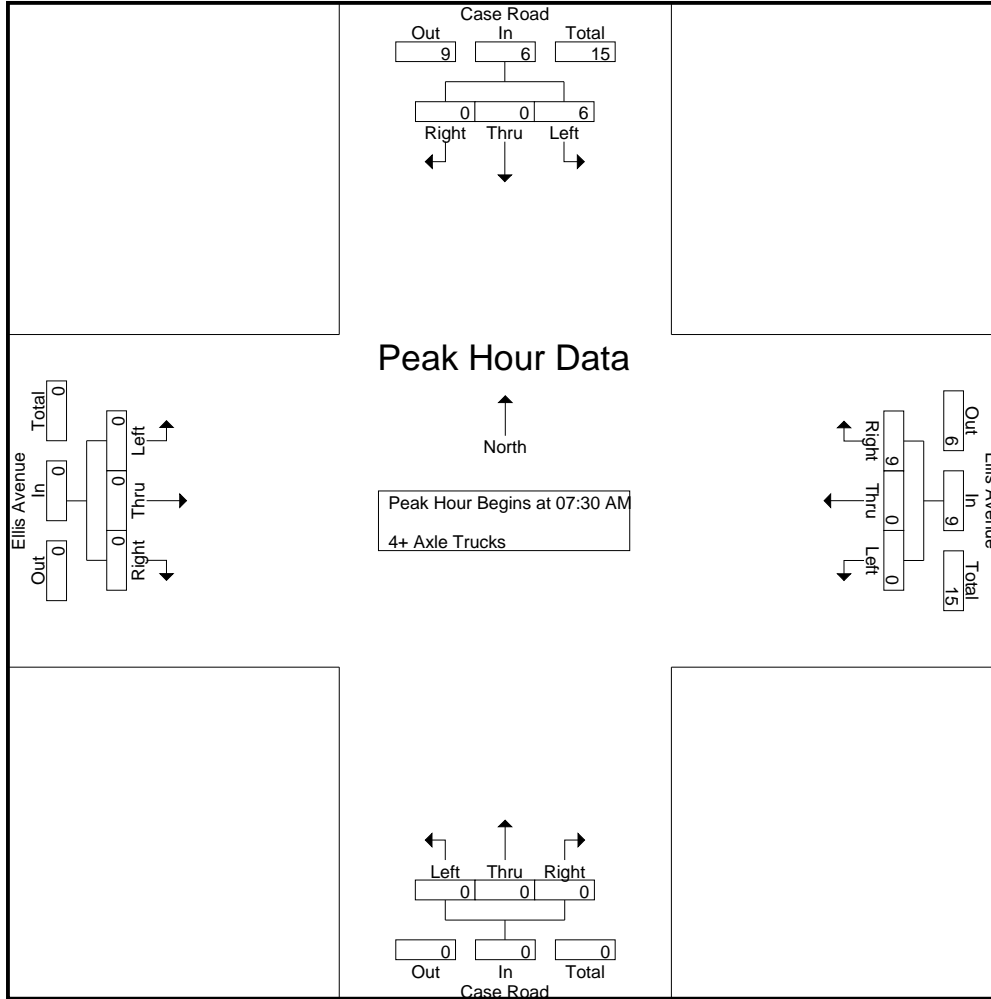 Case Road
Out In Total
9 6 15
0 0 6
Right Thru Left
Peak Hour Data
North
Peak Hour Begins at 07:30 AM
4+ Axle Trucks
Ellis Avenue
Out In Total
0 0 0
0 0 0
Left Thru Right
Ellis Avenue
Out In Total
6 9 15
9 0 0
Right Thru Left
Left Thru Right
0 0 0
0 0 0
Out In Total
Case Road